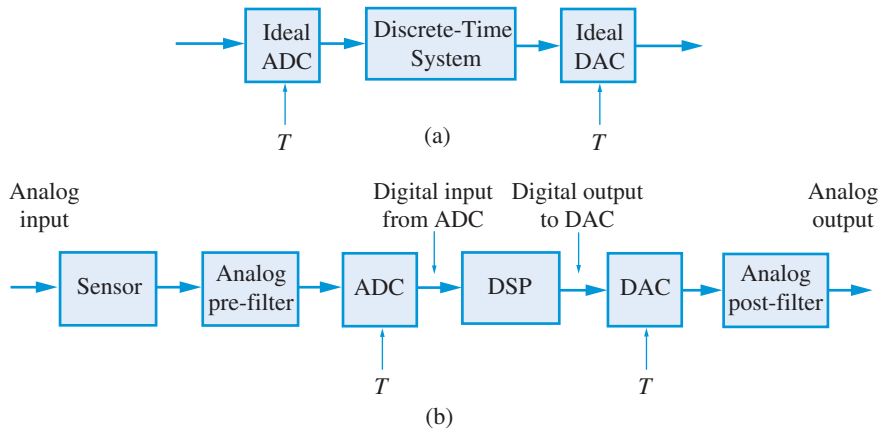 Ideal
ADC
Discrete-Time
System
Ideal
DAC
T
T
(a)
Analog
input
Digital input
from ADC
Digital output
to DAC
Analog
output
Sensor
Analog
pre-filter
ADC
DSP
DAC
Analog
post-filter
T
T
(b)